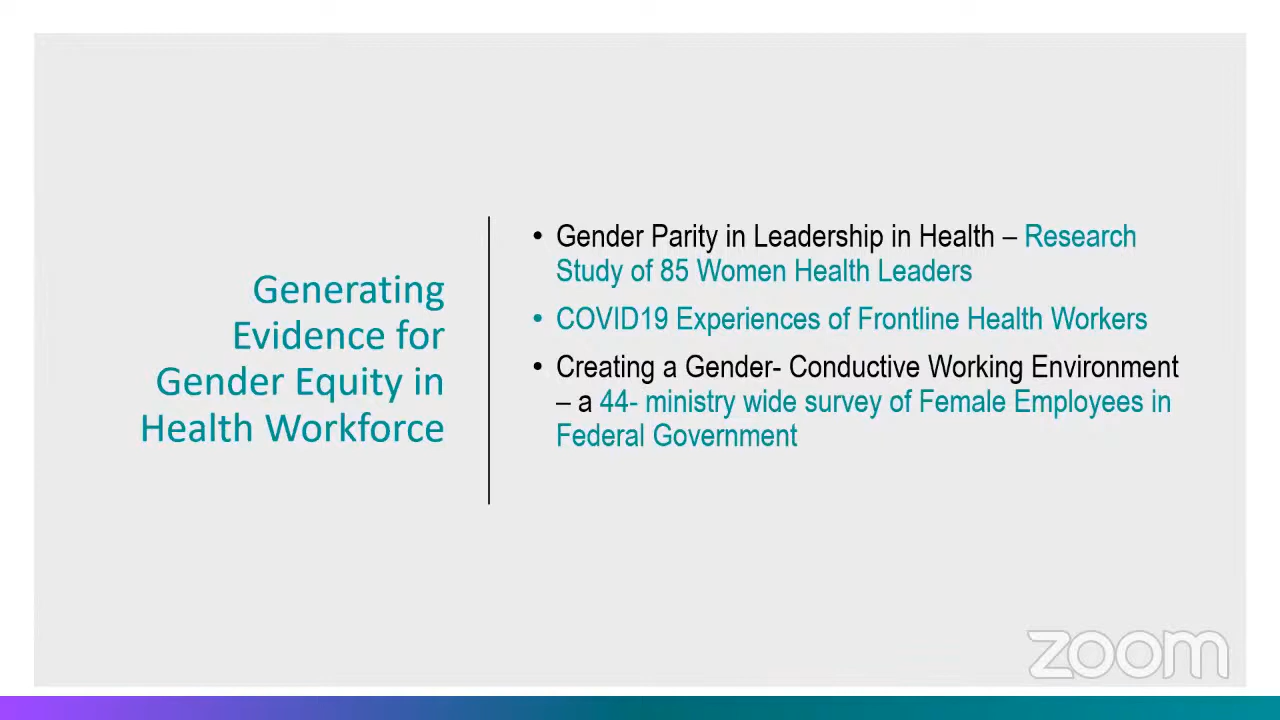 Generating
Evidence for
Gender Equity in
Health Workforce
• Gender Parity in Leadership in Health – Research
Study of 85 Women Health Leaders
• COVID19 Experiences of Frontline Health Workers
• Creating a Gender- Conductive Working Environment
– a 44- ministry wide survey of Female Employees in
Federal Government
zoom